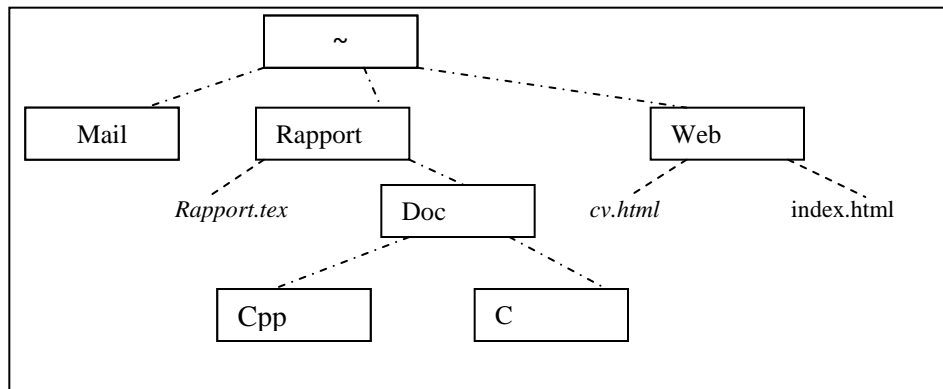 ~
Mail
Rapport
Web
Rapport.tex
Doc
cv.html
index.html
Cpp
C